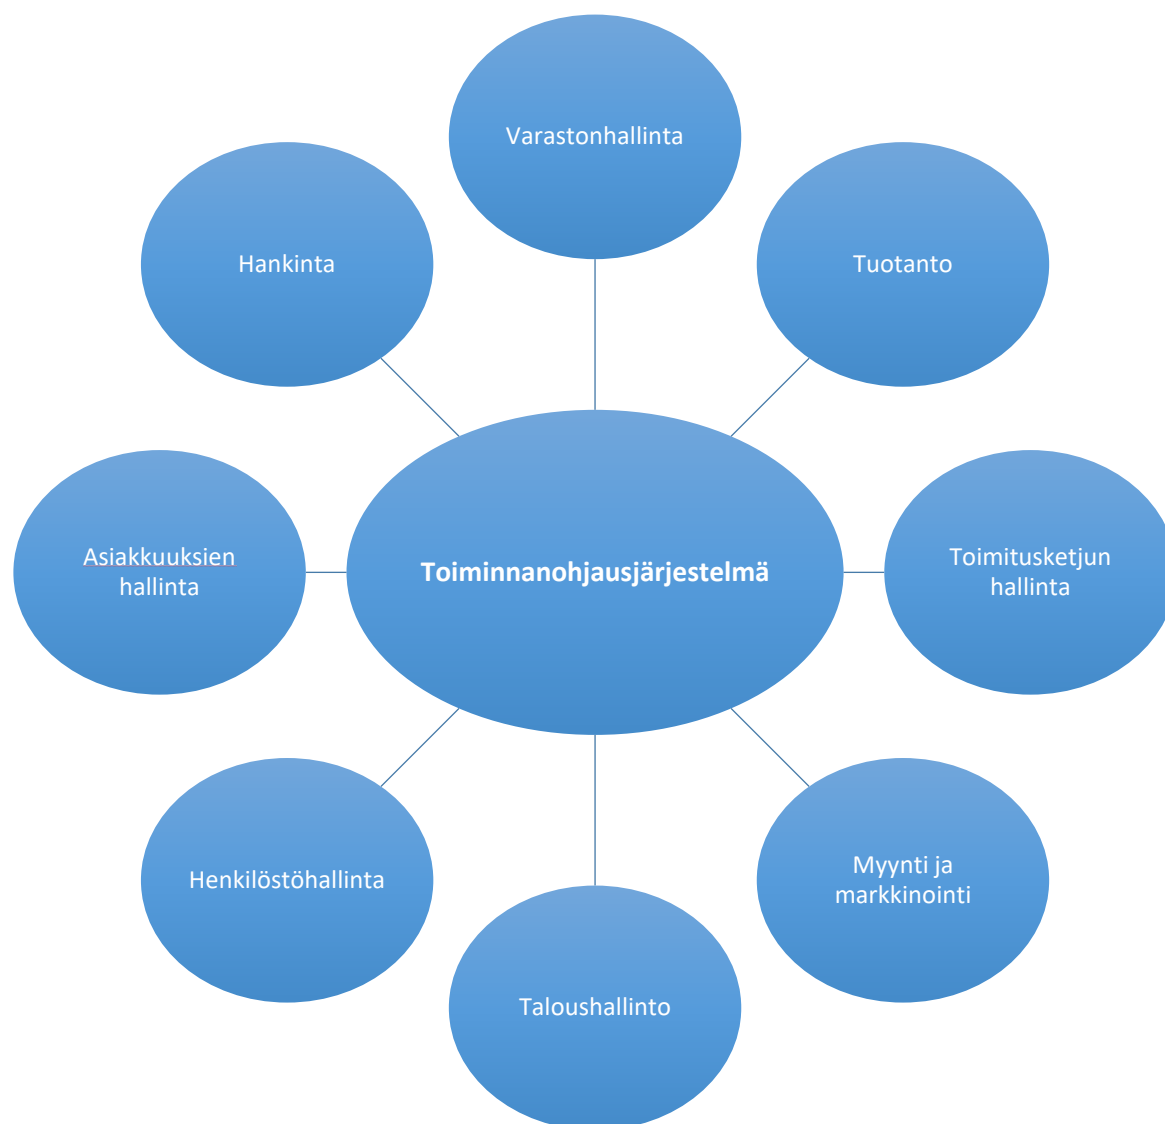 Varastonhallinta
Hankinta
Tuotanto
Asiakkuuksien
hallinta
Toiminnanohjausjärjestelmä
Toimitusketjun
hallinta
Henkilöstöhallinta
Myynti ja
markkinointi
Taloushallinto